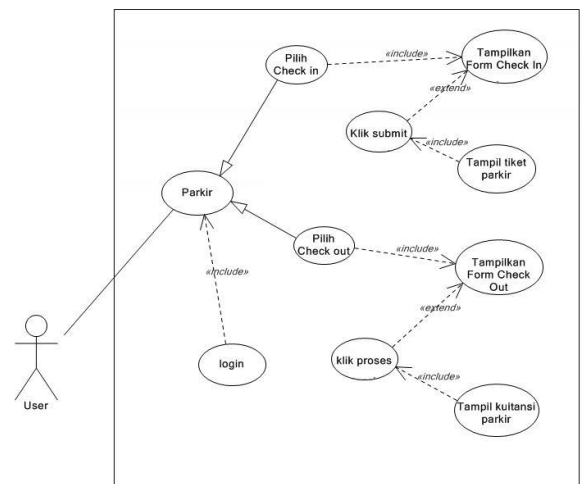 Pilih
Check in
«include»
Tampilkan
Form Check In
«extend»
Klik submit
«include»
Tampil tiket
parkir
Parkir
Pilih
Check out
«include»
Tampilkan
Form Check
Out
«include»
«extend»
login
klik proses
«include»
Tampil kuitansi
parkir
User